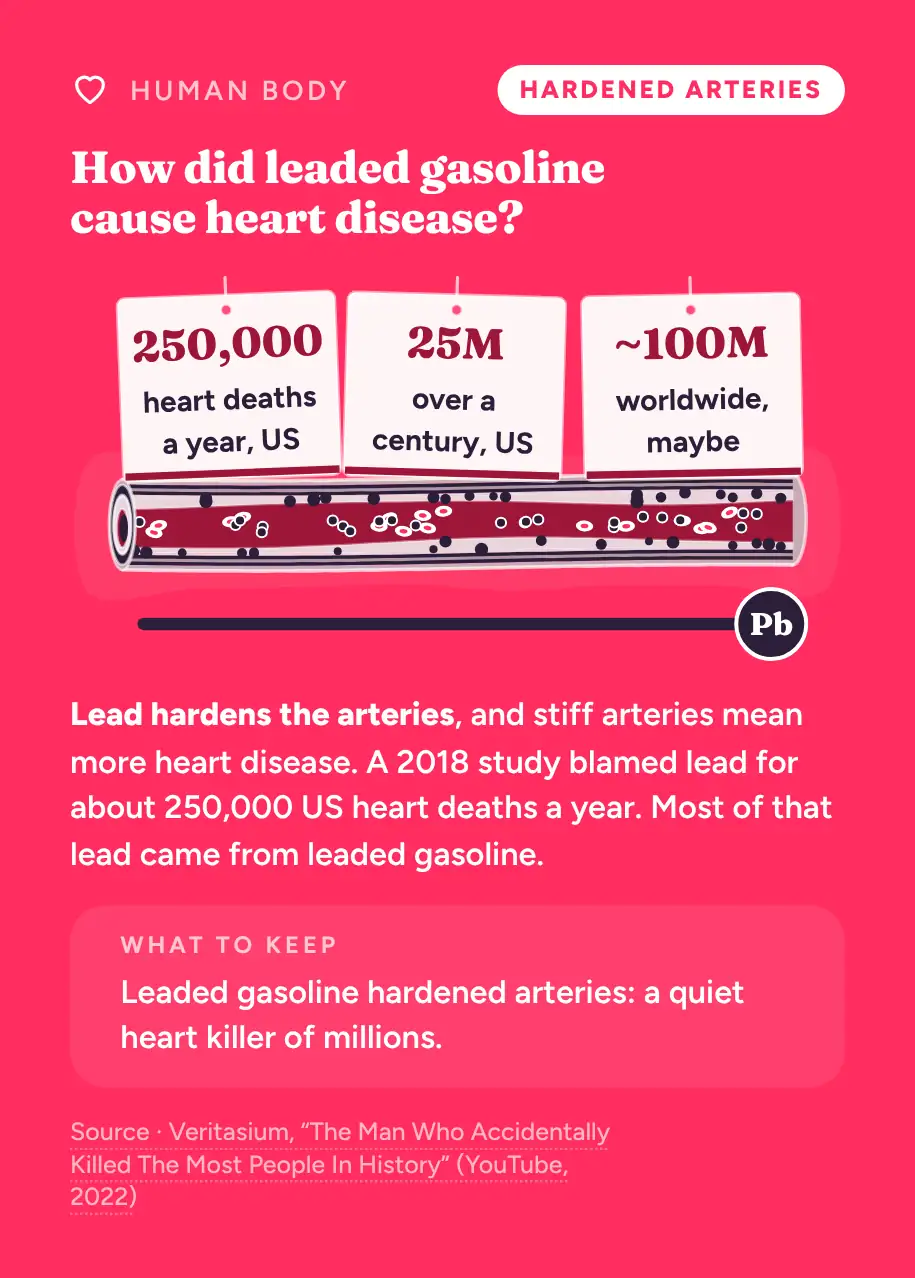 HUMAN BODY
HARDENED ARTERIES
How did leaded gasoline
cause heart disease?
250,000
heart deaths
a year, US
25M
over a
century, US
~100M
worldwide,
maybe
Pb
Lead hardens the arteries, and stiff arteries mean
more heart disease. A 2018 study blamed lead for
about 250,000 US heart deaths a year. Most of that
lead came from leaded gasoline.
WHAT TO KEEP
Leaded gasoline hardened arteries: a quiet
heart killer of millions.
Source · Veritasium, “The Man Who Accidentally
Killed The Most People In History” (YouTube,
2022)